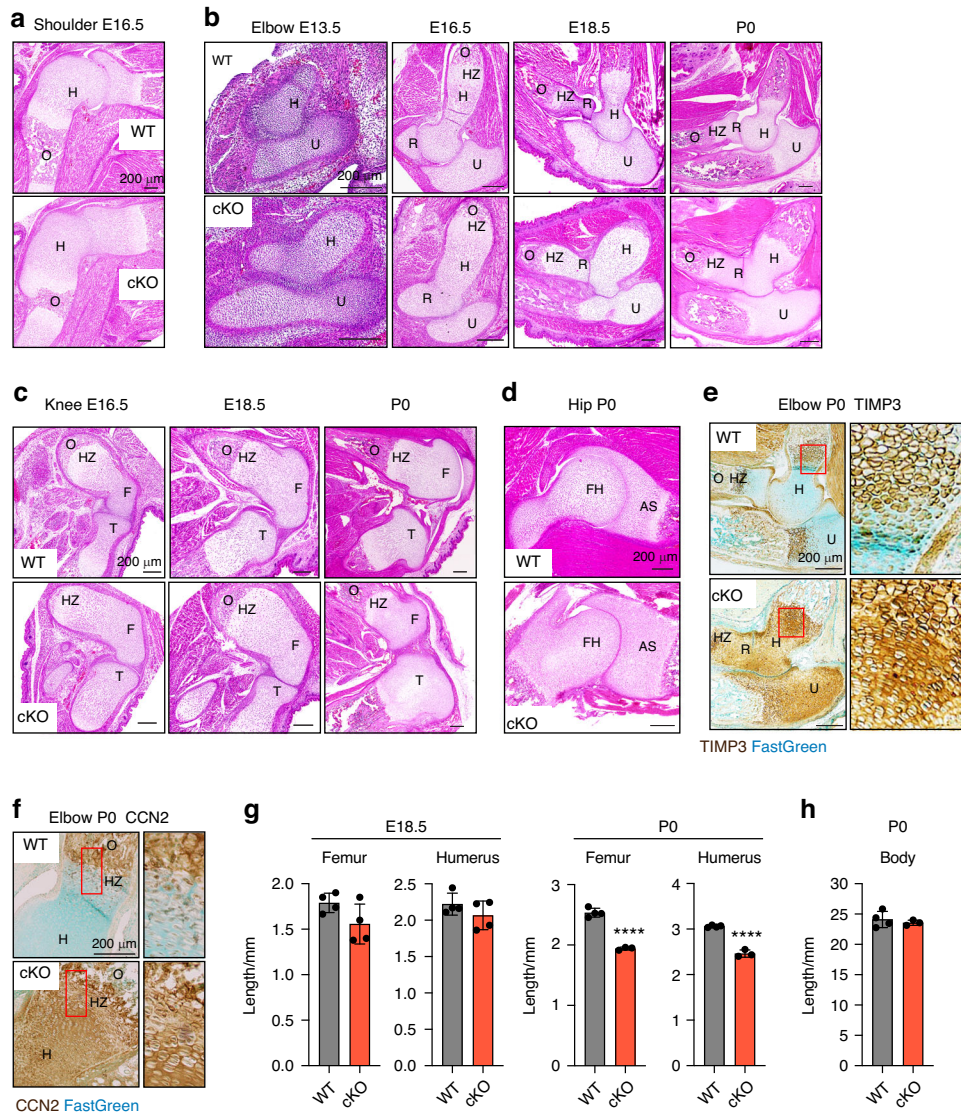 a
Shoulder E16.5
H
WT
O
200 μm
H
cKO
O
b
Elbow E13.5
E16.5
E18.5
P0
WT
H
U
200 μm
O
HZ
H
R
U
O
HZ
R
H
U
O
HZ
R
H
U
cKO
H
U
O
HZ
H
R
U
O
HZ
R
H
U
O
HZ
R
H
U
c
Knee E16.5
E18.5
P0
O
HZ
F
T
200 μm
WT
O
HZ
F
T
O
HZ
F
T
HZ
F
T
cKO
O
HZ
F
T
O
HZ
F
T
d
Hip P0
FH
AS
WT
FH
AS
cKO
e
Elbow P0 TIMP3
WT
O
HZ
H
U
200 μm
cKO
HZ
R
H
U
TIMP3 FastGreen
f
Elbow P0 CCN2
WT
O
HZ
H
200 μm
cKO
O
HZ
H
CCN2 FastGreen
g
E18.5
P0
Femur
Humerus
Femur
Humerus
Length/mm
2.0
1.5
1.0
0.5
0.0
WT
cKO
2.5
2.0
1.5
1.0
0.5
0.0
WT
cKO
Length/mm
3
2
1
0
****
WT
cKO
4
3
2
1
0
****
WT
cKO
h
P0
Body
Length/mm
30
25
20
15
10
5
0
WT
cKO